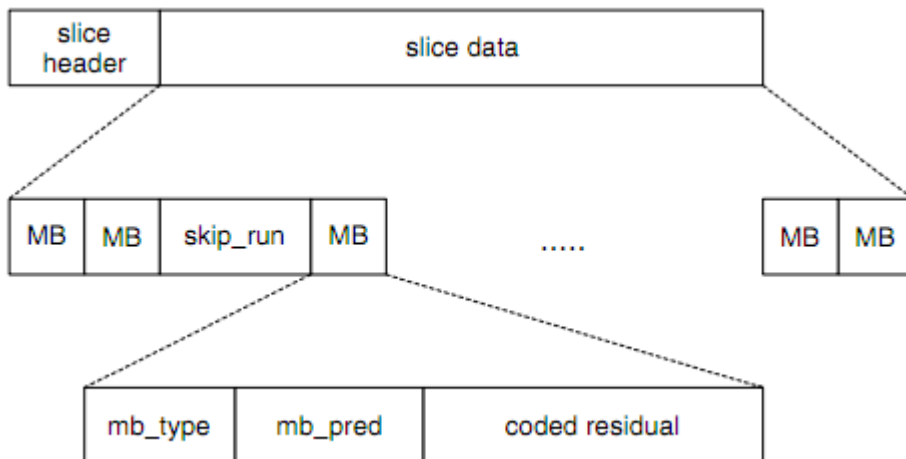 slice
header
slice data
MB
MB
skip_run
MB
.....
MB
MB
mb_type
mb_pred
coded residual